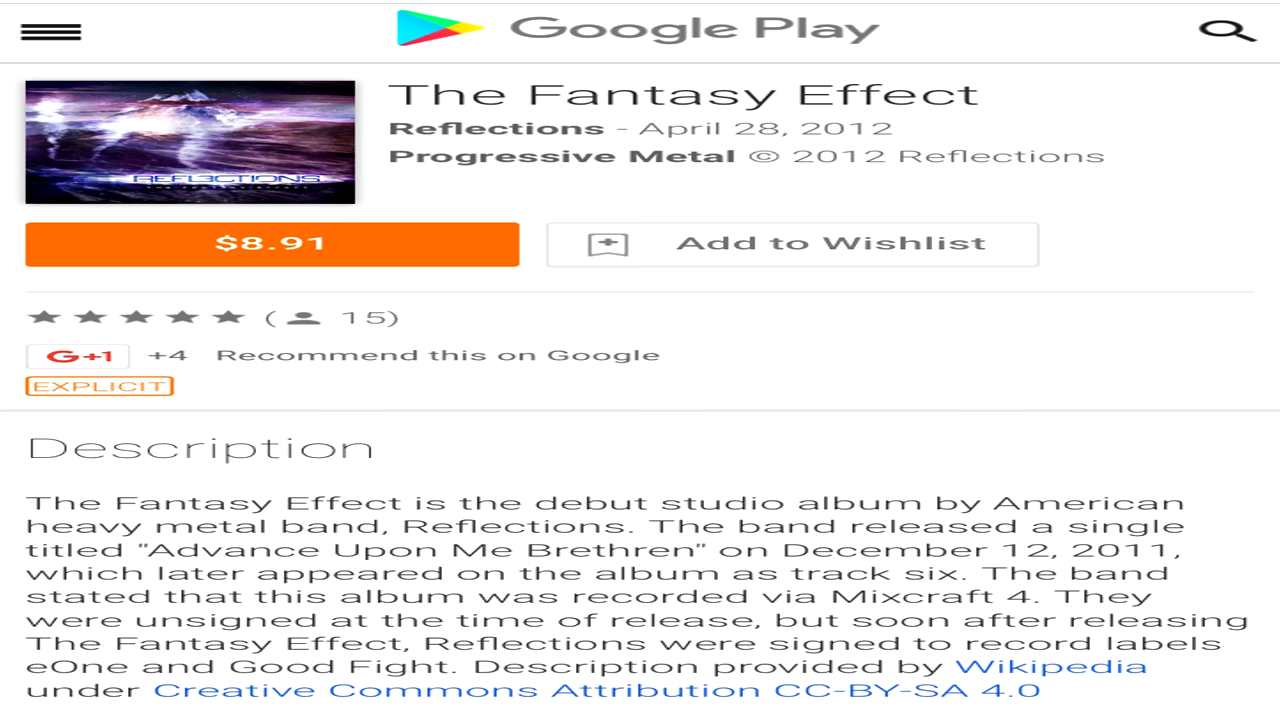 Google Play
The Fantasy Effect
Reflections - April 28, 2012
Progressive Metal © 2012 Reflections
REFLECTIONS
$8.91
Add to Wishlist
( 15)
G+1 +4 Recommend this on Google
EXPLICIT
Description
The Fantasy Effect is the debut studio album by American
heavy metal band, Reflections. The band released a single
titled "Advance Upon Me Brethren" on December 12, 2011,
which later appeared on the album as track six. The band
stated that this album was recorded via Mixcraft 4. They
were unsigned at the time of release, but soon after releasing
The Fantasy Effect, Reflections were signed to record labels
eOne and Good Fight. Description provided by Wikipedia
under Creative Commons Attribution CC-BY-SA 4.0